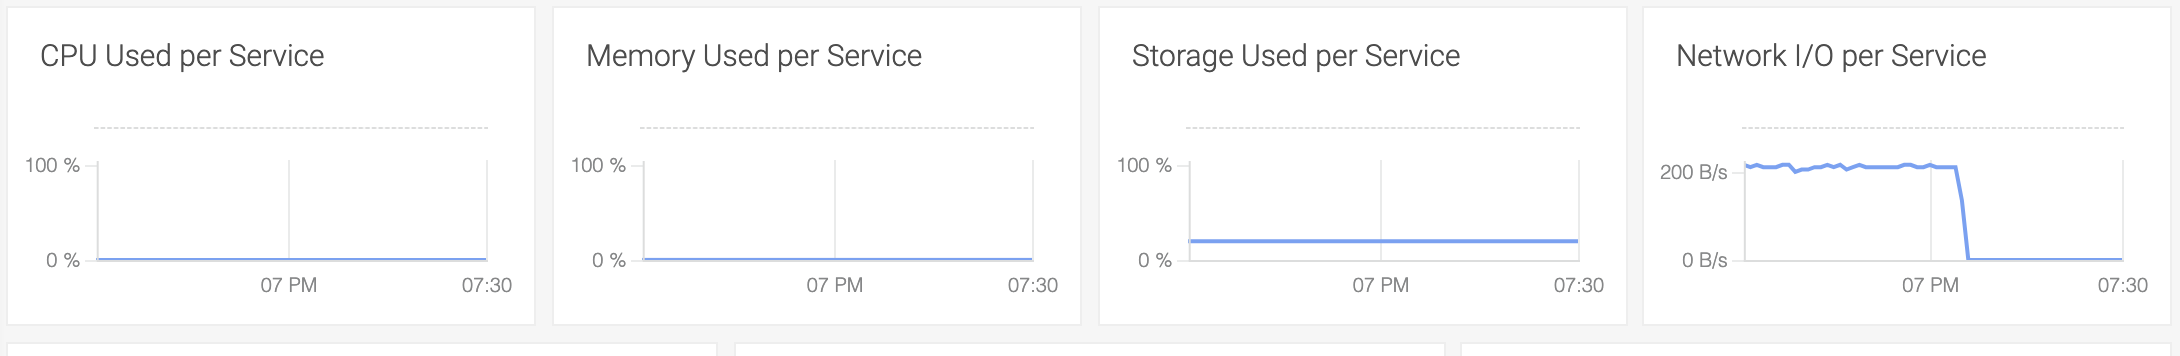 CPU Used per Service
100 %
0 %
07 PM
07:30
Memory Used per Service
100 %
0 %
07 PM
07:30
Storage Used per Service
100 %
0 %
07 PM
07:30
Network I/O per Service
200 B/s
0 B/s
07 PM
07:30